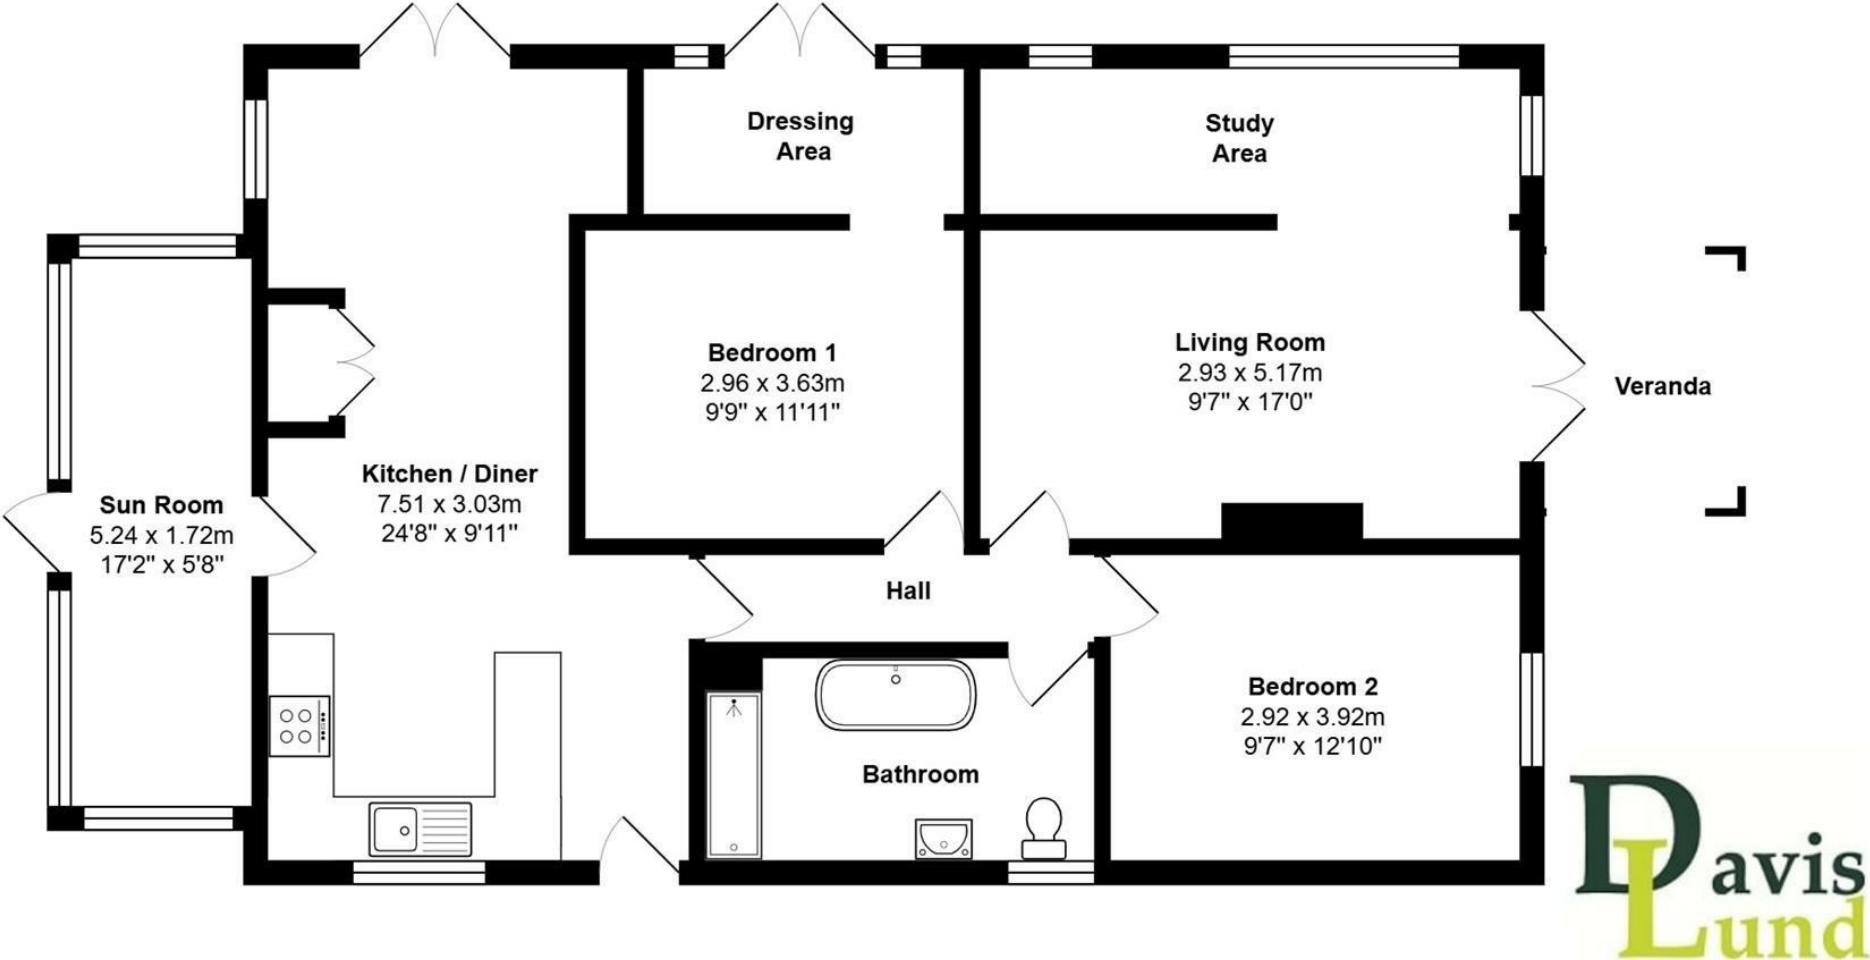 Dressing
Area
Study
Area
Bedroom 1
2.96 x 3.63m
9'9" x 11'11"
Living Room
2.93 x 5.17m
9'7" x 17'0"
Veranda
Kitchen / Diner
7.51 x 3.03m
24'8" x 9'11"
Sun Room
5.24 x 1.72m
17'2" x 5'8"
Hall
Bedroom 2
2.92 x 3.92m
9'7" x 12'10"
Bathroom
Davis
Lund